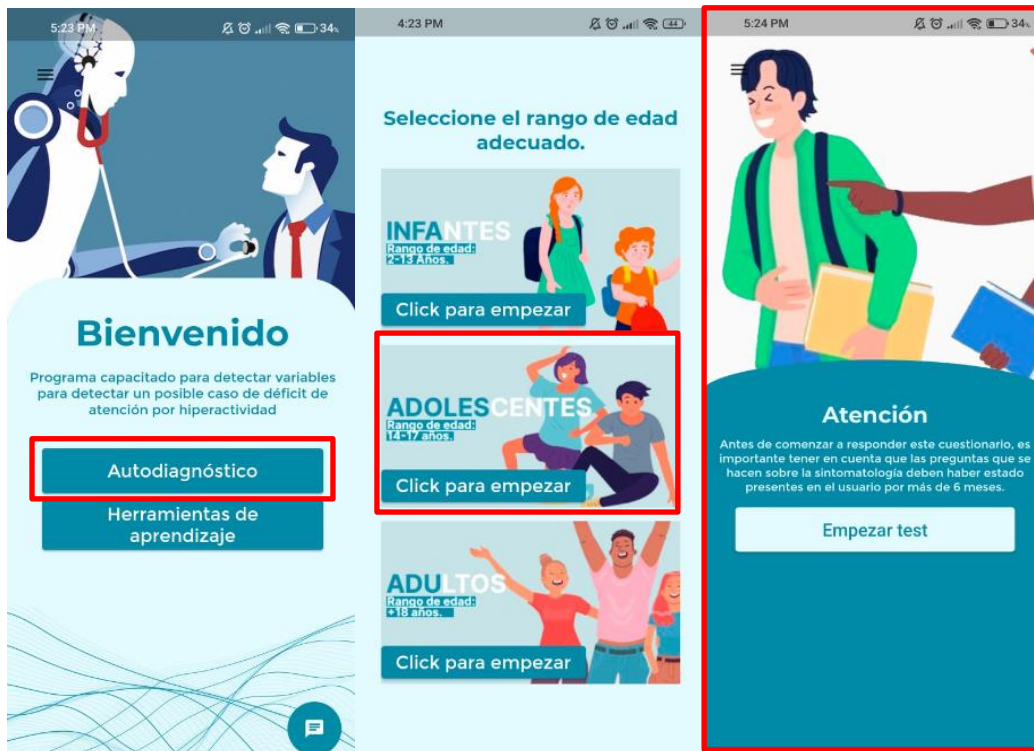 5:23 PM
34%
Bienvenido
Programa capacitado para detectar variables
para detectar un posible caso de déficit de
atención por hiperactividad
Autodiagnóstico
Herramientas de
aprendizaje
4:23 PM
44
Seleccione el rango de edad
adecuado.
INFANTES
Rango de edad:
2-13 Años.
Click para empezar
ADOLESCENTES
Rango de edad:
14-17 años.
Click para empezar
ADULTOS
Rango de edad:
+18 años.
Click para empezar
5:24 PM
34%
Atención
Antes de comenzar a responder este cuestionario, es
importante tener en cuenta que las preguntas que se
hacen sobre la sintomatología deben haber estado
presentes en el usuario por más de 6 meses.
Empezar test